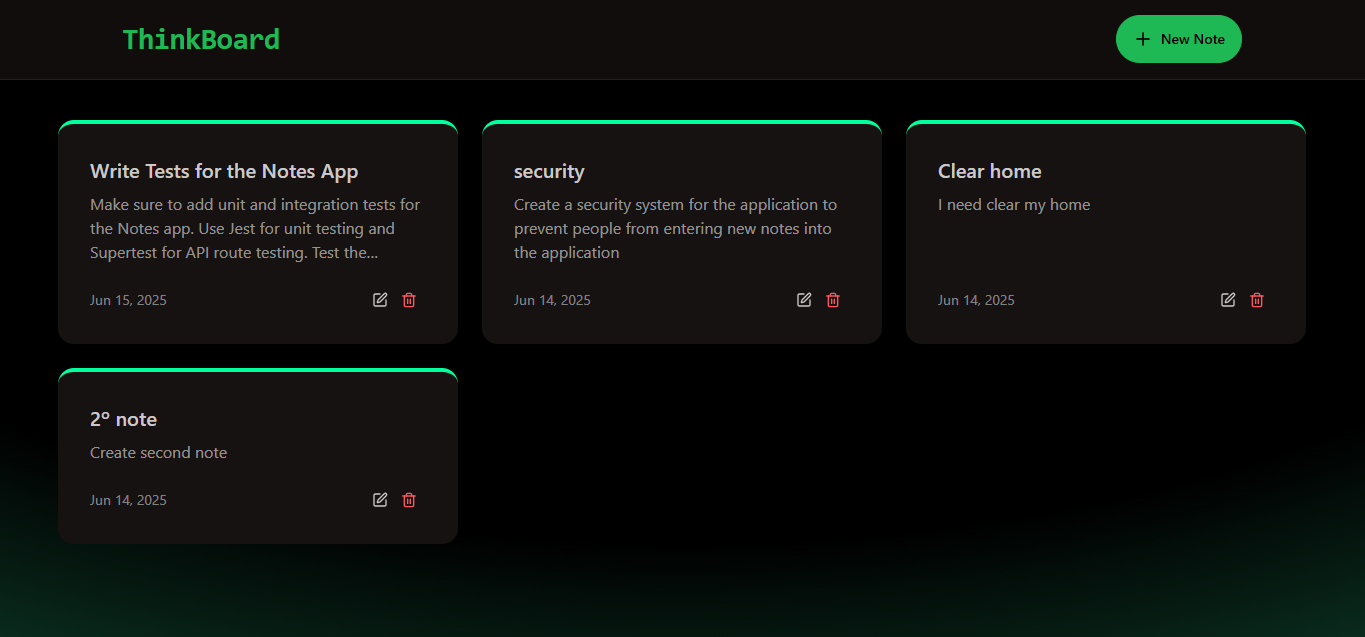 ThinkBoard
New Note
Write Tests for the Notes App
Make sure to add unit and integration tests for
the Notes app. Use Jest for unit testing and
Supertest for API route testing. Test the...
Jun 15, 2025
security
Create a security system for the application to
prevent people from entering new notes into
the application
Jun 14, 2025
Clear home
I need clear my home
Jun 14, 2025
2º note
Create second note
Jun 14, 2025